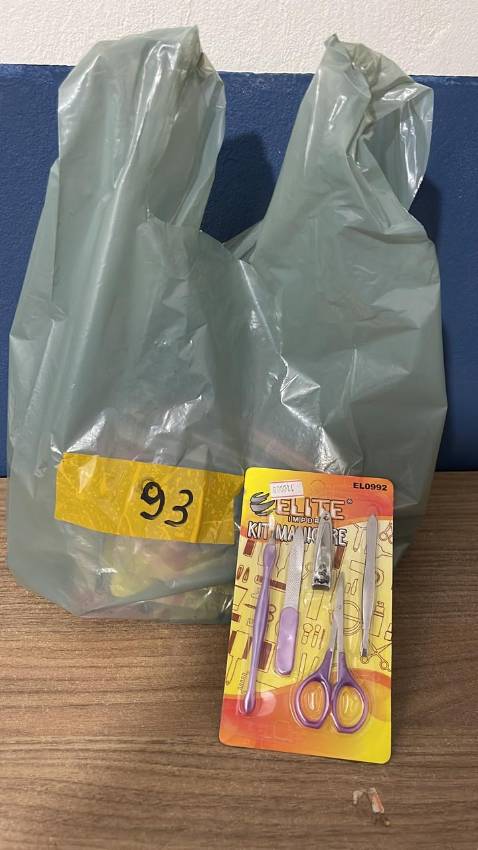 93
EL0992
ELITE®
IMPORT
KIT MANICURE